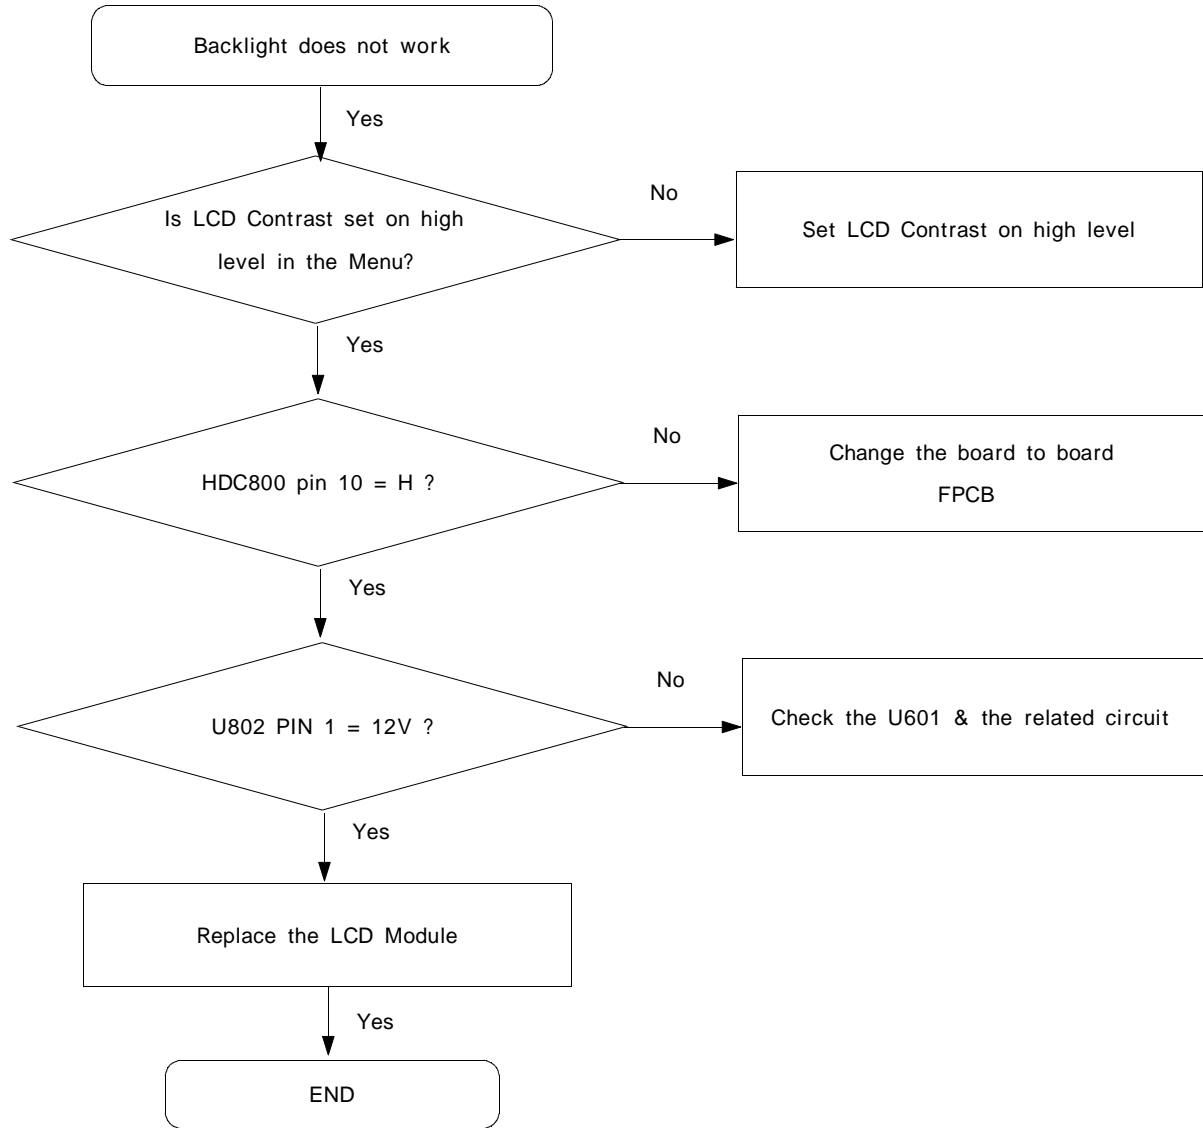 Backlight does not work
Yes
Is LCD Contrast set on high
level in the Menu?
No
Set LCD Contrast on high level
Yes
HDC800 pin 10 = H ?
No
Change the board to board
FPCB
Yes
U802 PIN 1 = 12V ?
No
Check the U601 & the related circuit
Yes
Replace the LCD Module
Yes
END